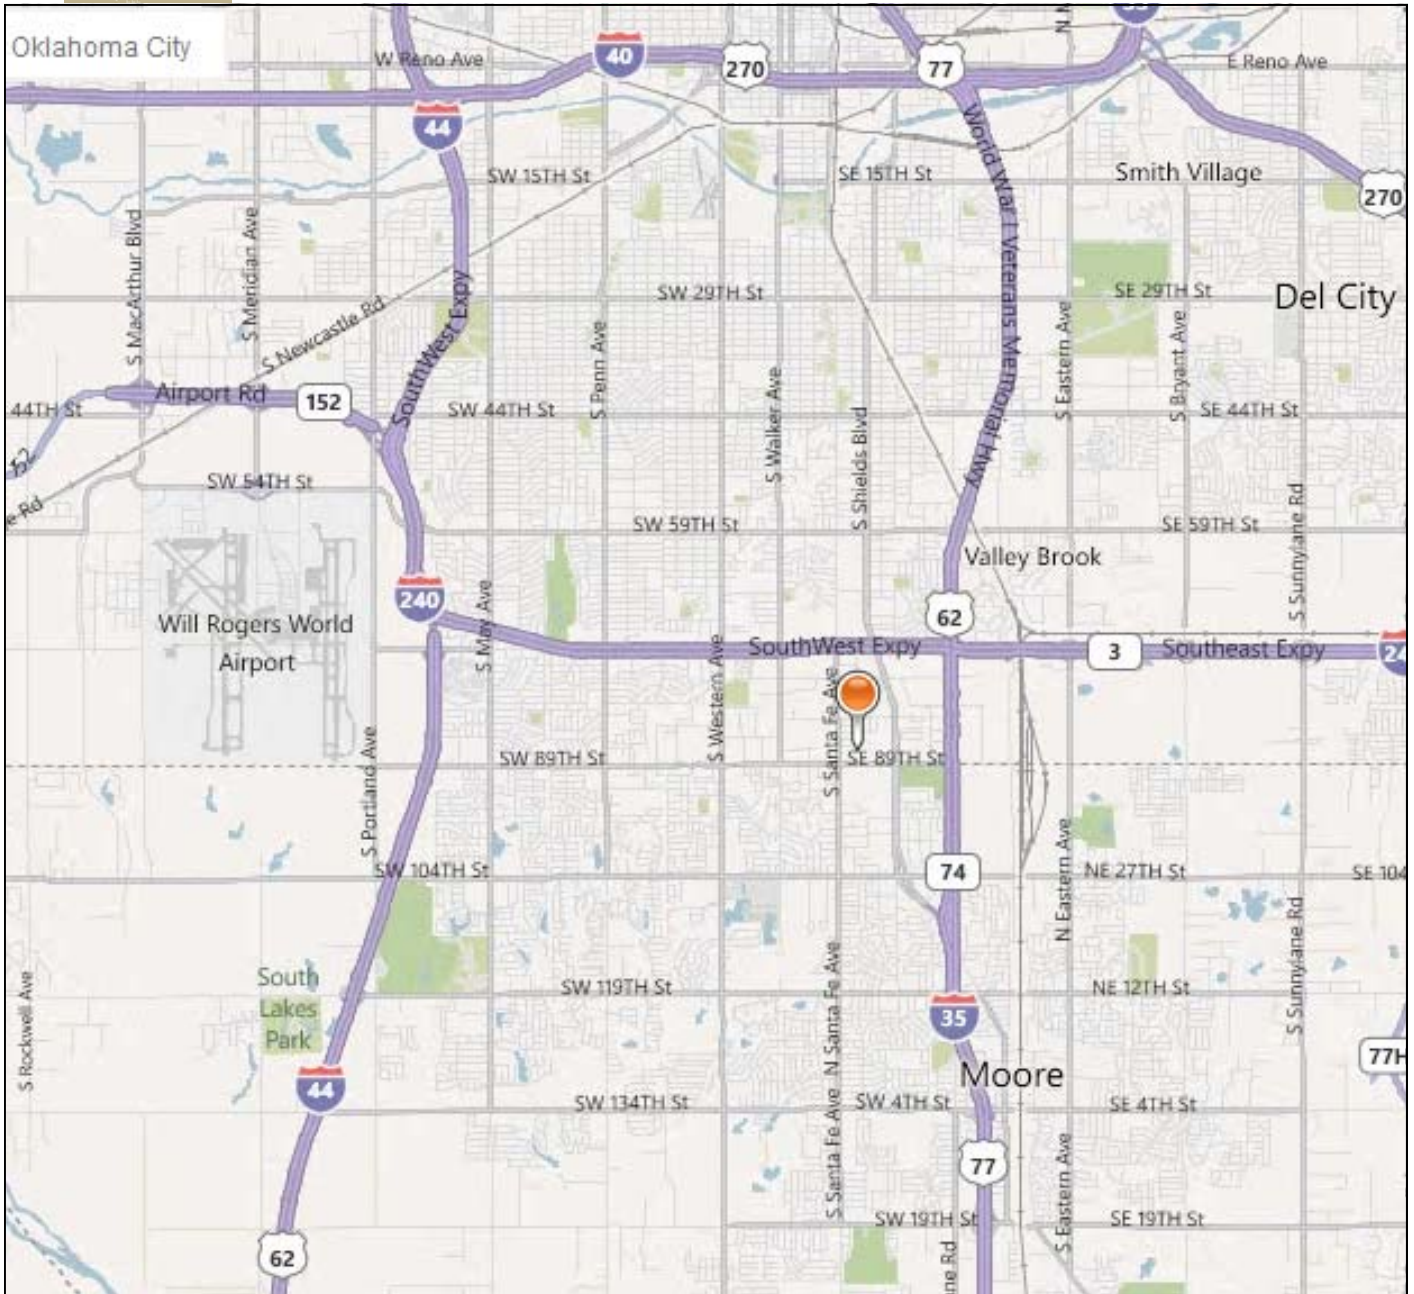 Oklahoma City
W Reno Ave
40
270
77
E Reno Ave
44
World War I Veterans Memorial Hwy
SW 15TH St
SE 15TH St
Smith Village
270
S MacArthur Blvd
S Meridian Ave
SW 29TH St
SE 29TH St
Del City
S Newcastle Rd
SouthWest Expy
S Penn Ave
S Eastern Ave
S Bryant Ave
Airport Rd
152
44TH St
SW 44TH St
SE 44TH St
S Walker Ave
S Shields Blvd
SW 54TH St
e Rd
SW 59TH St
SE 59TH St
S Sunnylane Rd
Valley Brook
240
62
Will Rogers World
Airport
S May Ave
SouthWest Expy
3
Southeast Expy
24
S Western Ave
S Santa Fe Ave
SW 89TH St
SE 89TH St
S Portland Ave
SW 104TH St
74
N Eastern Ave
NE 27TH St
SE 104
South
Lakes
Park
SW 119TH St
N Santa Fe Ave
NE 12TH St
S Sunnylane Rd
S Rockwell Ave
35
77H
44
Moore
SW 134TH St
S Santa Fe Ave
SW 4TH St
SE 4TH St
77
S Eastern Ave
SW 19TH St
SE 19TH St
62
ne Rd